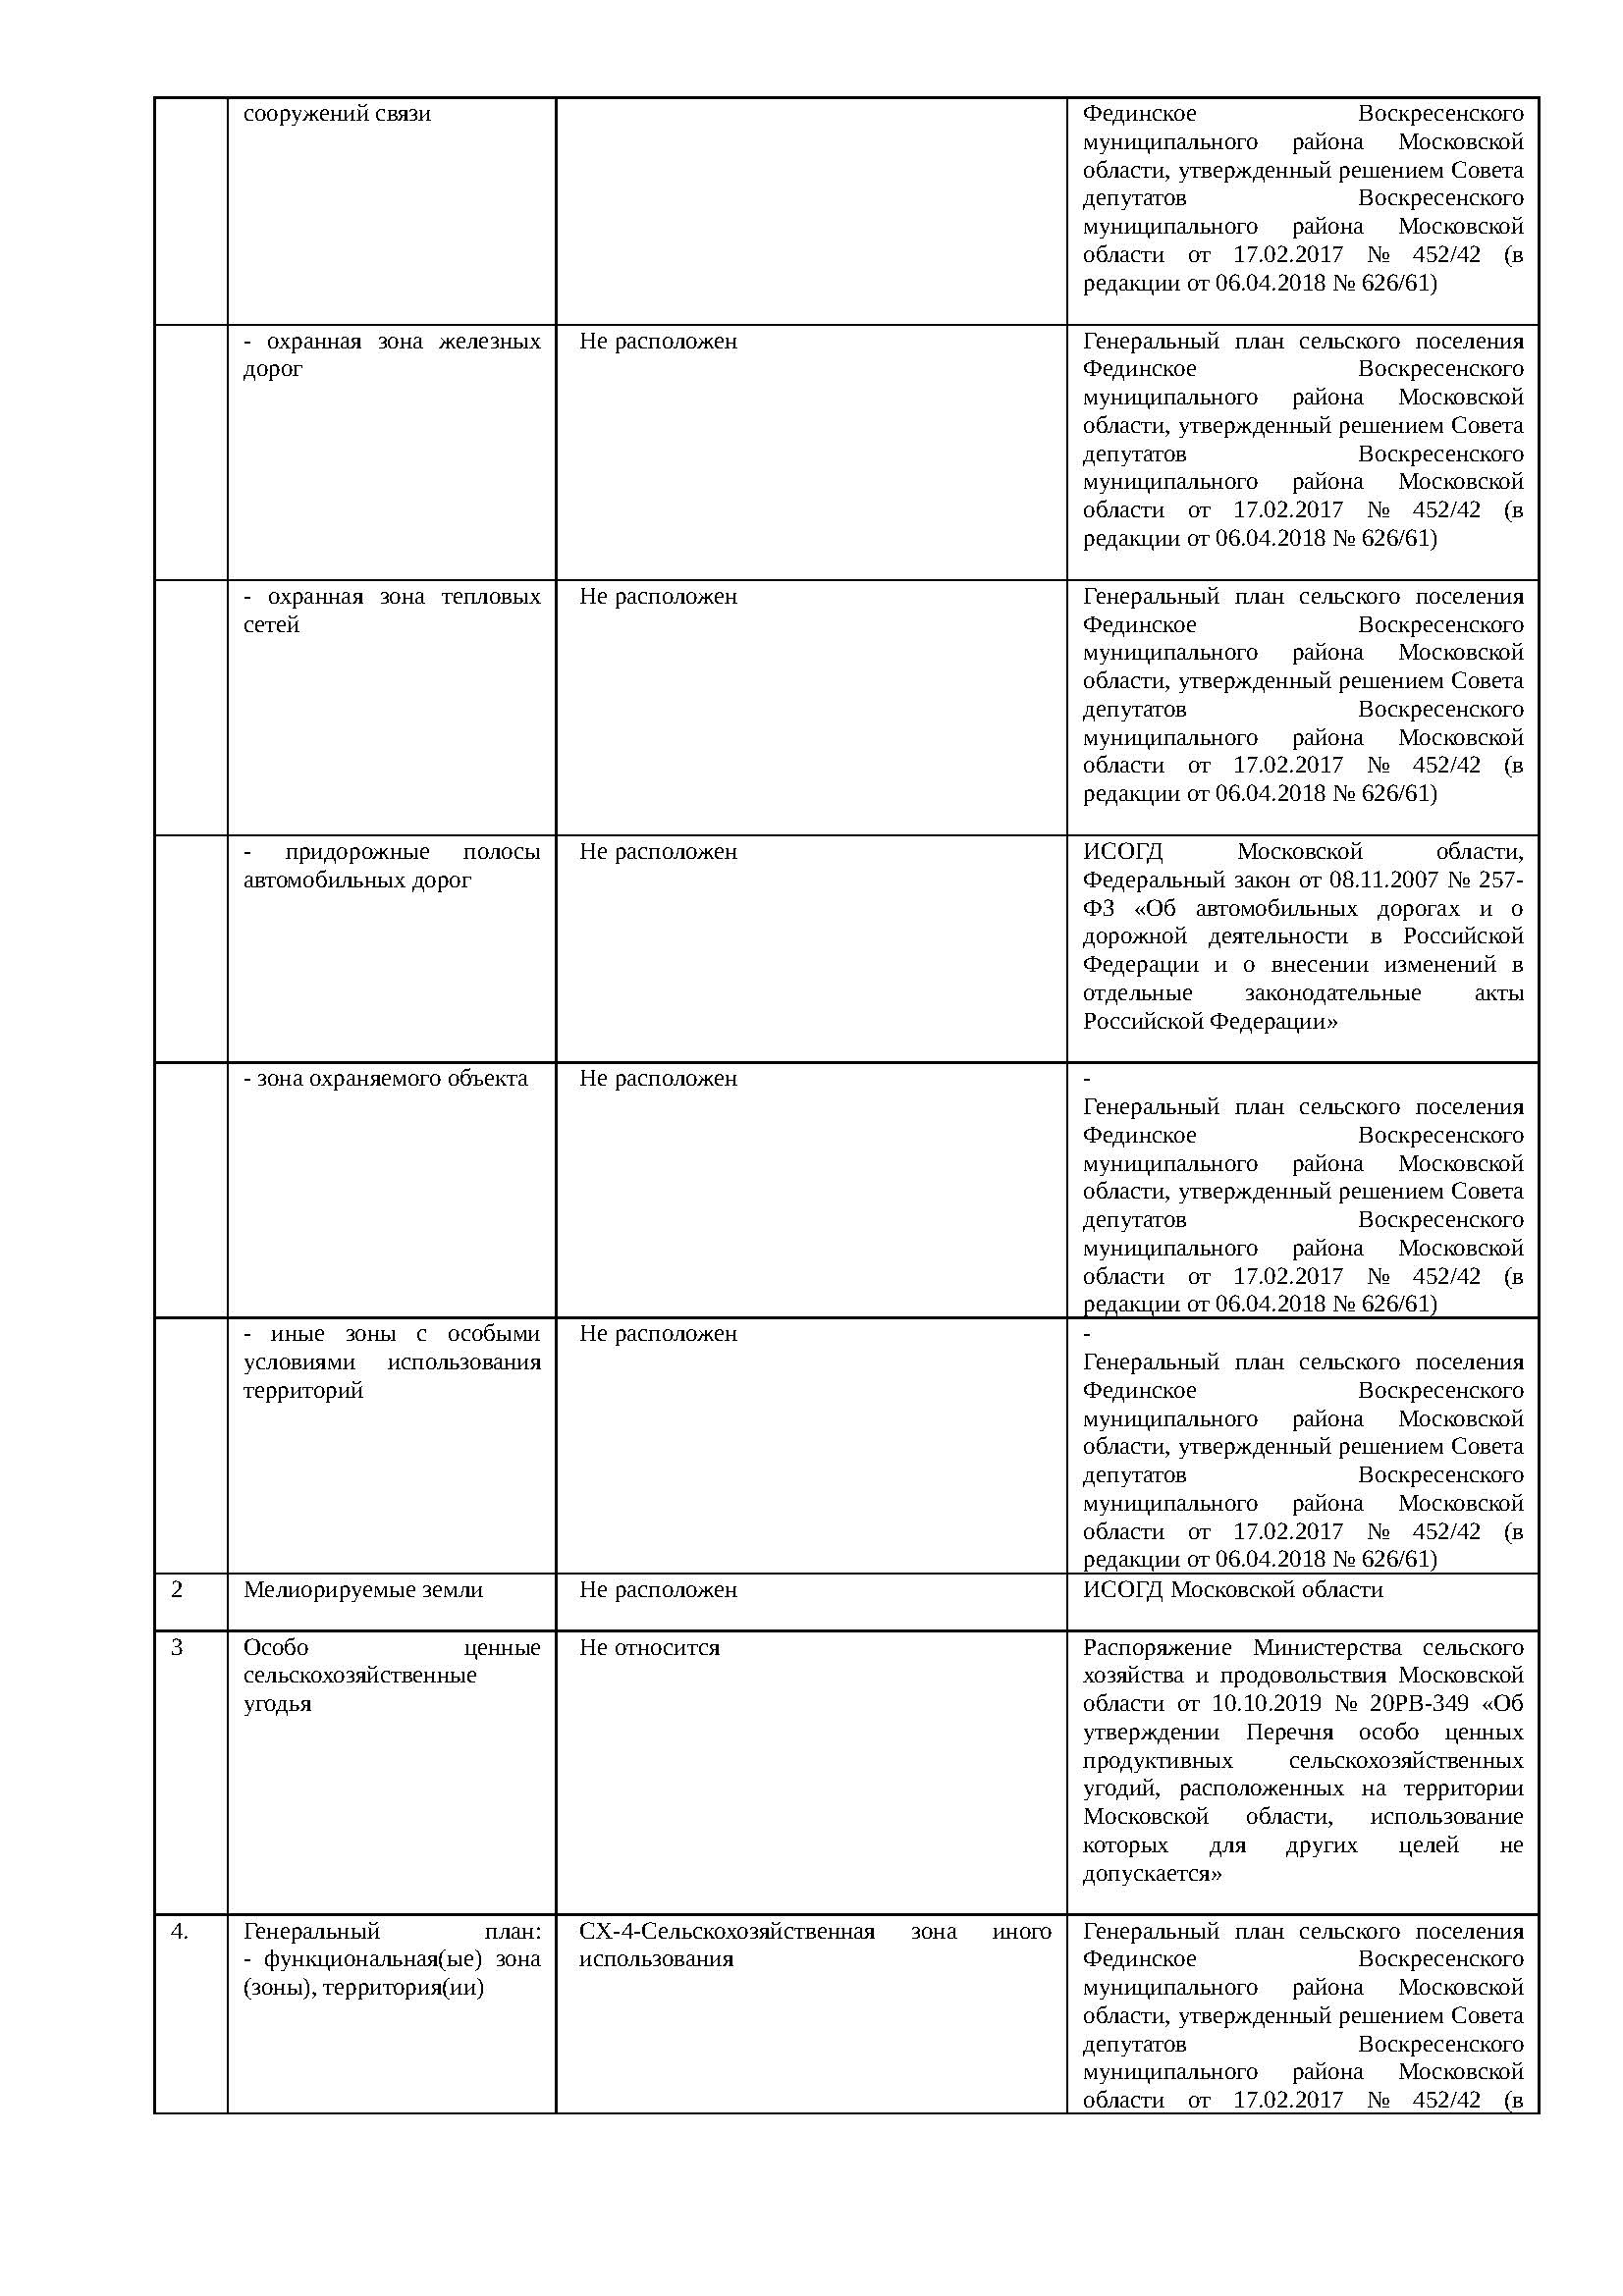 сооружений связи
Фединское Воскресенского
муниципального района Московской
области, утвержденный решением Совета
депутатов Воскресенского
муниципального района Московской
области от 17.02.2017 № 452/42 (в
редакции от 06.04.2018 № 626/61)
- охранная зона железных
дорог
Не расположен
Генеральный план сельского поселения
Фединское Воскресенского
муниципального района Московской
области, утвержденный решением Совета
депутатов Воскресенского
муниципального района Московской
области от 17.02.2017 № 452/42 (в
редакции от 06.04.2018 № 626/61)
- охранная зона тепловых
сетей
Не расположен
Генеральный план сельского поселения
Фединское Воскресенского
муниципального района Московской
области, утвержденный решением Совета
депутатов Воскресенского
муниципального района Московской
области от 17.02.2017 № 452/42 (в
редакции от 06.04.2018 № 626/61)
- придорожные полосы
автомобильных дорог
Не расположен
ИСОГД Московской области,
Федеральный закон от 08.11.2007 № 257-
ФЗ «Об автомобильных дорогах и о
дорожной деятельности в Российской
Федерации и о внесении изменений в
отдельные законодательные акты
Российской Федерации»
- зона охраняемого объекта
Не расположен
-
Генеральный план сельского поселения
Фединское Воскресенского
муниципального района Московской
области, утвержденный решением Совета
депутатов Воскресенского
муниципального района Московской
области от 17.02.2017 № 452/42 (в
редакции от 06.04.2018 № 626/61)
- иные зоны с особыми
условиями использования
территорий
Не расположен
-
Генеральный план сельского поселения
Фединское Воскресенского
муниципального района Московской
области, утвержденный решением Совета
депутатов Воскресенского
муниципального района Московской
области от 17.02.2017 № 452/42 (в
редакции от 06.04.2018 № 626/61)
2
Мелиорируемые земли
Не расположен
ИСОГД Московской области
3
Особо ценные
сельскохозяйственные
угодья
Не относится
Распоряжение Министерства сельского
хозяйства и продовольствия Московской
области от 10.10.2019 № 20РВ-349 «Об
утверждении Перечня особо ценных
продуктивных сельскохозяйственных
угодий, расположенных на территории
Московской области, использование
которых для других целей не
допускается»
4.
Генеральный план:
- функциональная(ые) зона
(зоны), территория(ии)
СХ-4-Сельскохозяйственная зона иного
использования
Генеральный план сельского поселения
Фединское Воскресенского
муниципального района Московской
области, утвержденный решением Совета
депутатов Воскресенского
муниципального района Московской
области от 17.02.2017 № 452/42 (в